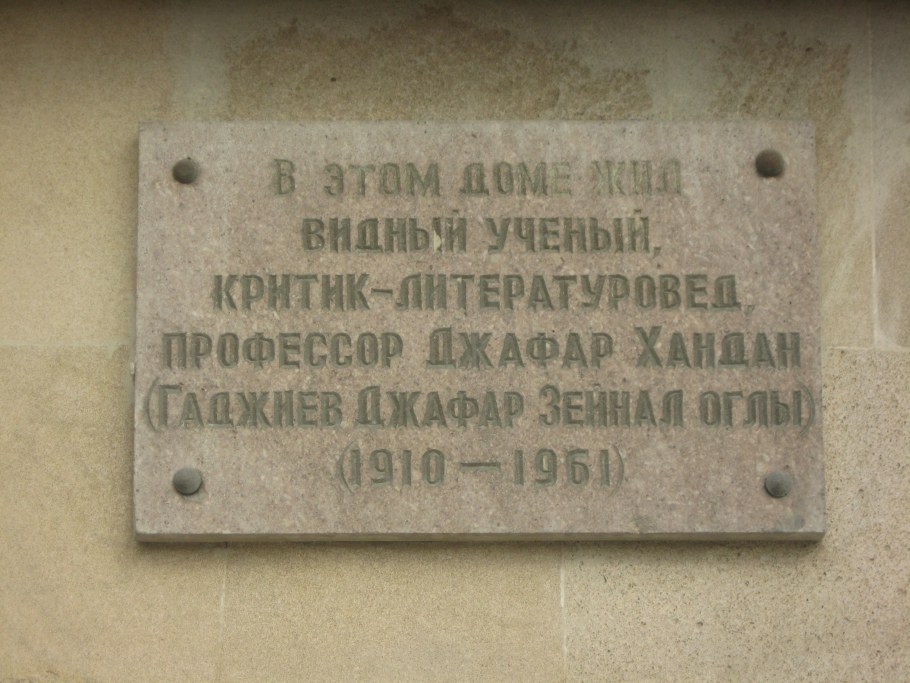 В ЭТОМ ДОМЕ ЖИЛ
ВИДНЫЙ УЧЕНЫЙ,
КРИТИК-ЛИТЕРАТУРОВЕД,
ПРОФЕССОР ДЖАФАР ХАНДАН
(ГАДЖИЕВ ДЖАФАР ЗЕЙНАЛ ОГЛЫ)
(1910 — 1961)